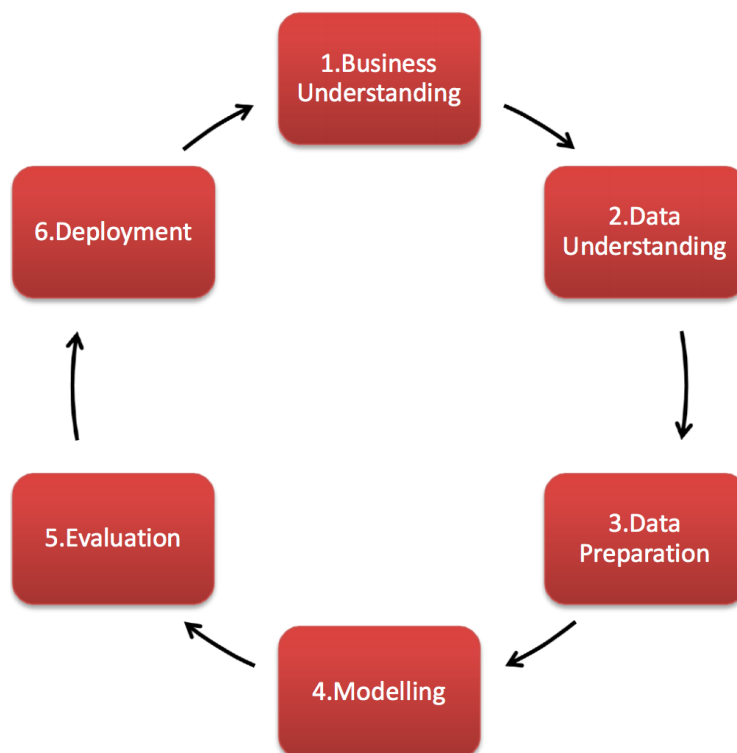 1.Business
Understanding
2.Data
Understanding
3.Data
Preparation
4.Modelling
5.Evaluation
6.Deployment